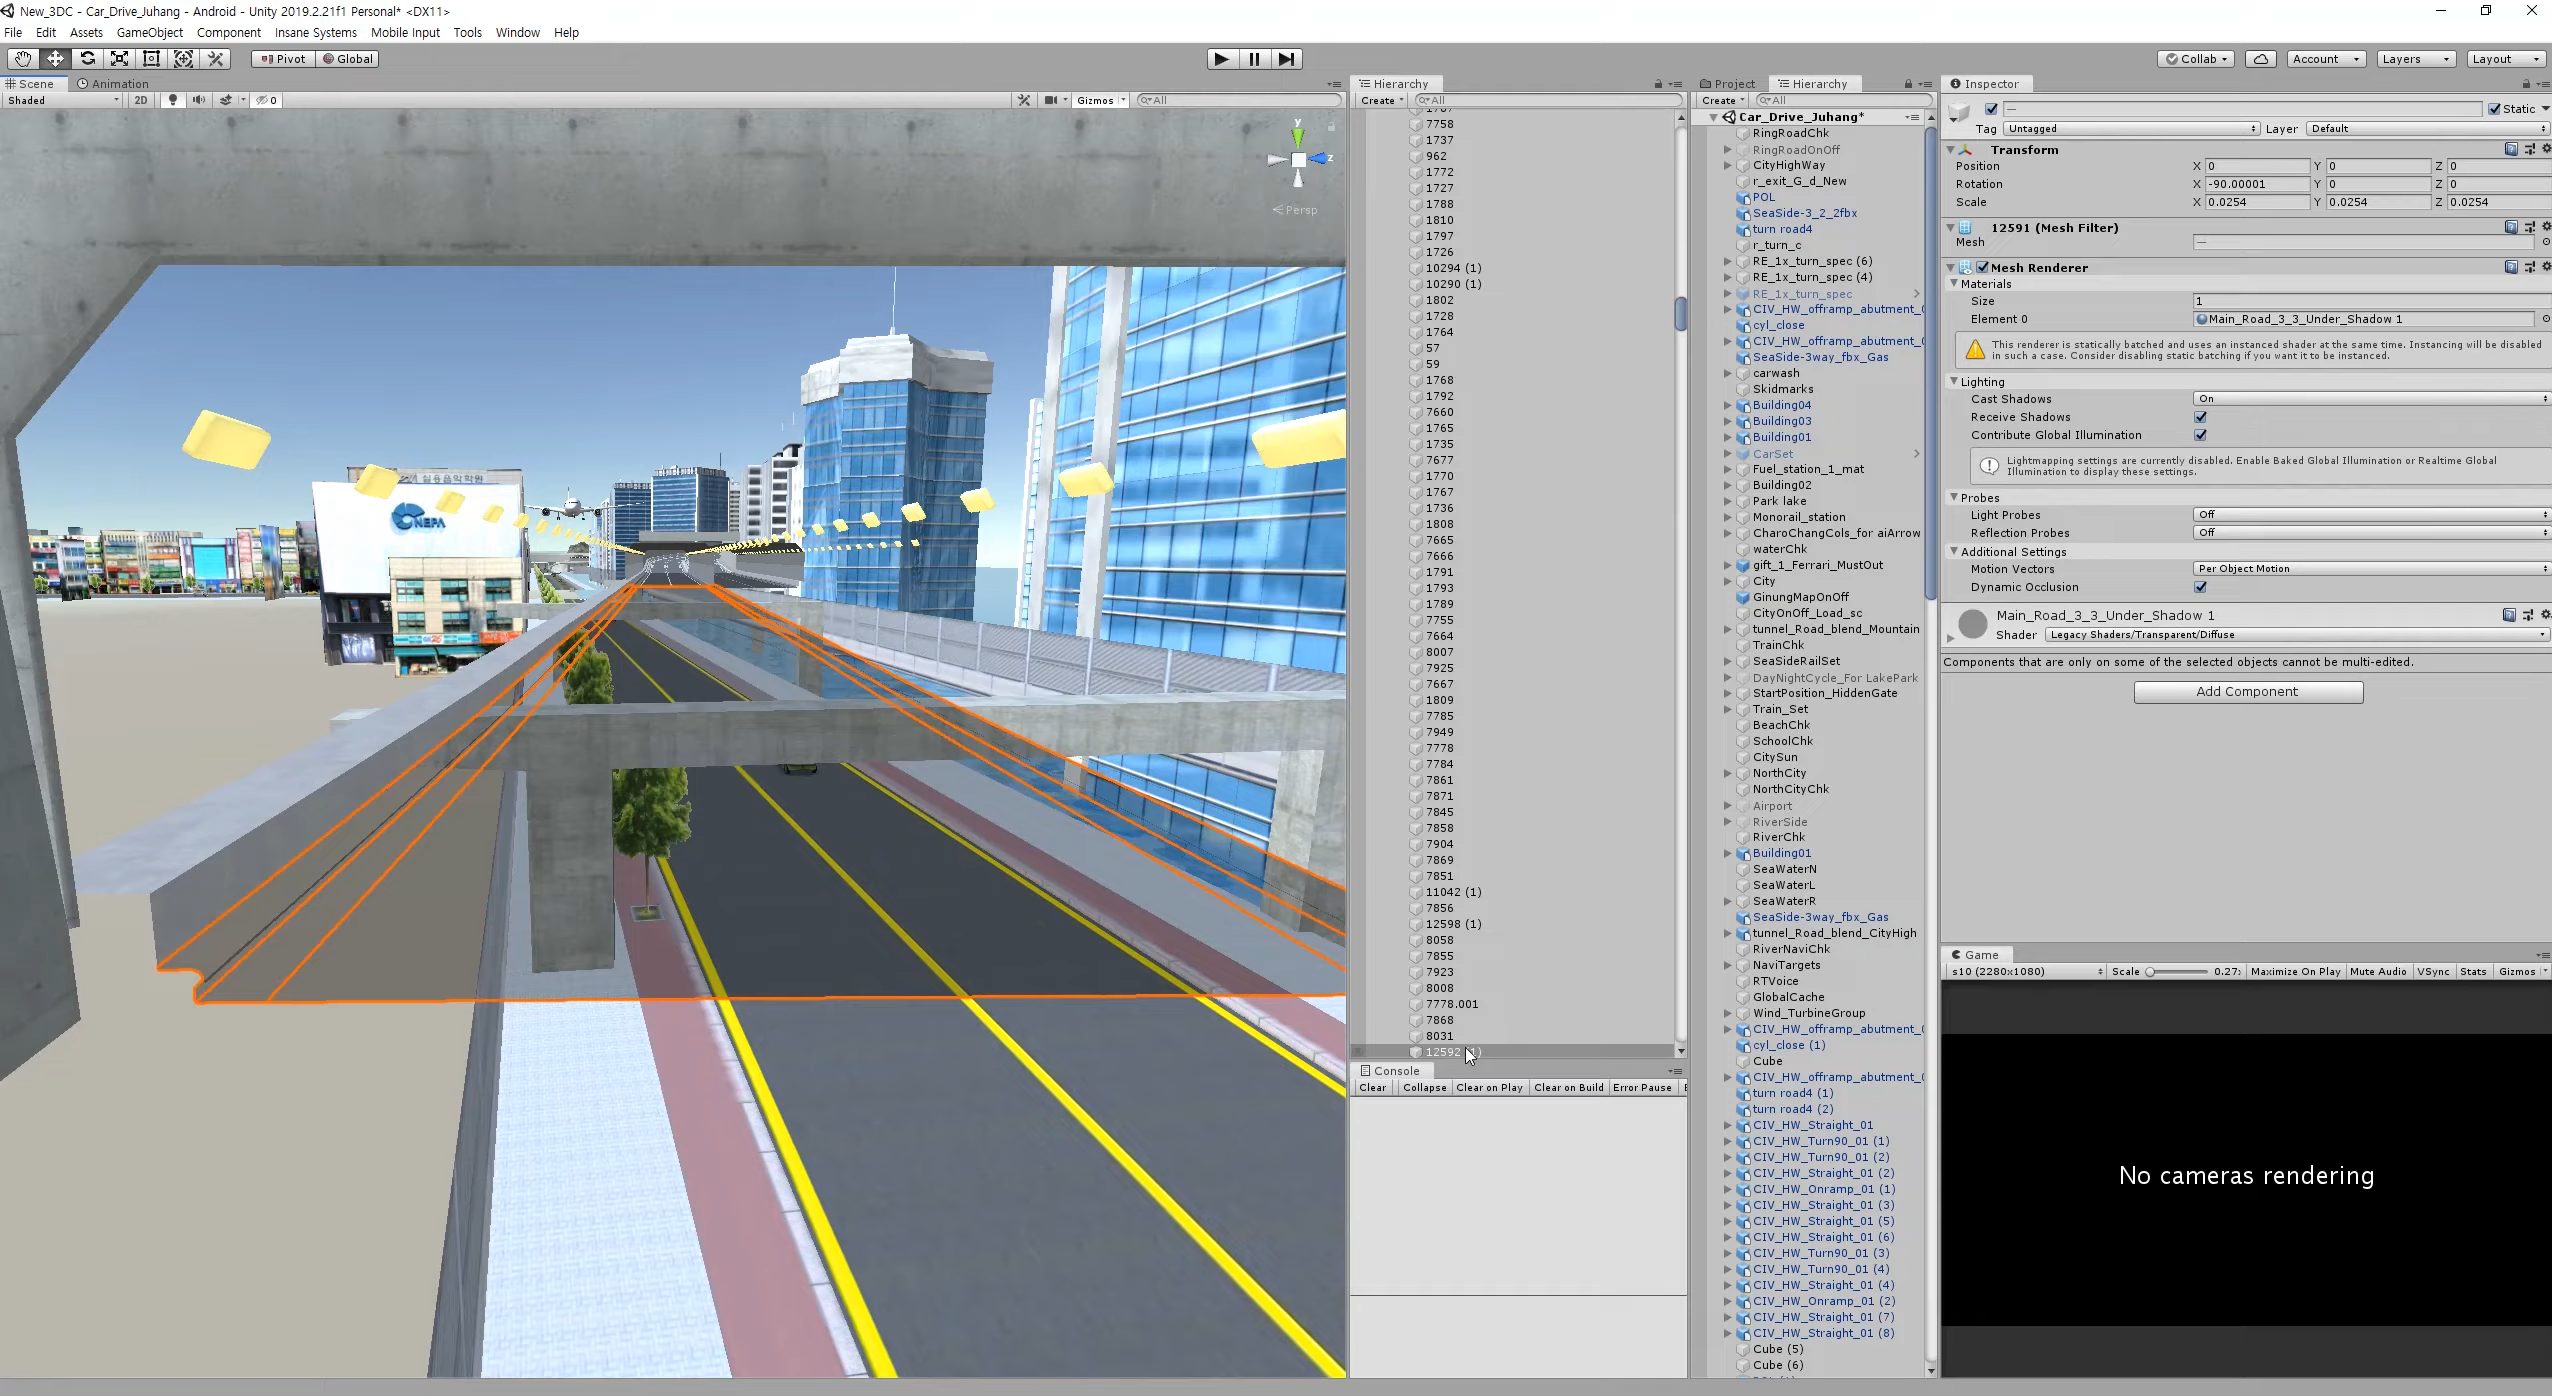 New_3DC - Car_Drive_Juhang - Android - Unity 2019.2.21f1 Personal* <DX11>
File Edit Assets GameObject Component Insane Systems Mobile Input Tools Window Help
Pivot Global Collab Account Layers Layout
Scene Animation
Shaded 2D 0 Gizmos All
y
z
Persp
NEPA
Hierarchy
Create All
7758
1737
962
1772
1727
1788
1810
1797
1726
10294 (1)
10290 (1)
1802
1728
1764
57
59
1768
1792
7660
1765
1735
7677
1770
1767
1736
1808
7665
7666
1791
1793
1789
7755
7664
8007
7925
7667
1809
7785
7949
7778
7784
7861
7871
7845
7858
7904
7869
7851
11042 (1)
7856
12598 (1)
8058
7855
7923
8008
7778.001
7868
8031
12592
Console
Clear Collapse Clear on Play Clear on Build Error Pause
Project Hierarchy
Create All
Car_Drive_Juhang*
RingRoadChk
RingRoadOnOff
CityHighWay
r_exit_G_d_New
POL
SeaSide-3_2_2fbx
turn road4
r_turn_c
RE_1x_turn_spec (6)
RE_1x_turn_spec (4)
RE_1x_turn_spec
CIV_HW_offramp_abutment_
cyl_close
CIV_HW_offramp_abutment_
SeaSide-3way_fbx_Gas
carwash
Skidmarks
Building04
Building03
Building01
CarSet
Fuel_station_1_mat
Building02
Park lake
Monorail_station
CharoChangCols_for aiArrow
waterChk
gift_1_Ferrari_MustOut
City
GinungMapOnOff
CityOnOff_Load_sc
tunnel_Road_blend_Mountain
TrainChk
SeaSideRailSet
DayNightCycle_For LakePark
StartPosition_HiddenGate
Train_Set
BeachChk
SchoolChk
CitySun
NorthCity
NorthCityChk
Airport
RiverSide
RiverChk
Building01
SeaWaterN
SeaWaterL
SeaWaterR
SeaSide-3way_fbx_Gas
tunnel_Road_blend_CityHigh
RiverNaviChk
NaviTargets
RTVoice
GlobalCache
Wind_TurbineGroup
CIV_HW_offramp_abutment_
cyl_close (1)
Cube
CIV_HW_offramp_abutment_
turn road4 (1)
turn road4 (2)
CIV_HW_Straight_01
CIV_HW_Turn90_01 (1)
CIV_HW_Turn90_01 (2)
CIV_HW_Straight_01 (2)
CIV_HW_Onramp_01 (1)
CIV_HW_Straight_01 (3)
CIV_HW_Straight_01 (5)
CIV_HW_Straight_01 (6)
CIV_HW_Turn90_01 (3)
CIV_HW_Turn90_01 (4)
CIV_HW_Straight_01 (4)
CIV_HW_Onramp_01 (2)
CIV_HW_Straight_01 (7)
CIV_HW_Straight_01 (8)
Cube (5)
Cube (6)
Inspector
— Static
Tag Untagged Layer Default
Transform
Position X 0 Y 0 Z 0
Rotation X -90.00001 Y 0 Z 0
Scale X 0.0254 Y 0.0254 Z 0.0254
12591 (Mesh Filter)
Mesh —
Mesh Renderer
Materials
Size 1
Element 0 Main_Road_3_3_Under_Shadow 1
This renderer is statically batched and uses an instanced shader at the same time. Instancing will be disabled
in such a case. Consider disabling static batching if you want it to be instanced.
Lighting
Cast Shadows On
Receive Shadows
Contribute Global Illumination
Lightmapping settings are currently disabled. Enable Baked Global Illumination or Realtime Global
Illumination to display these settings.
Probes
Light Probes Off
Reflection Probes Off
Additional Settings
Motion Vectors Per Object Motion
Dynamic Occlusion
Main_Road_3_3_Under_Shadow 1
Shader Legacy Shaders/Transparent/Diffuse
Components that are only on some of the selected objects cannot be multi-edited.
Add Component
Game
s10 (2280x1080) Scale 0.27 Maximize On Play Mute Audio VSync Stats Gizmos
No cameras rendering